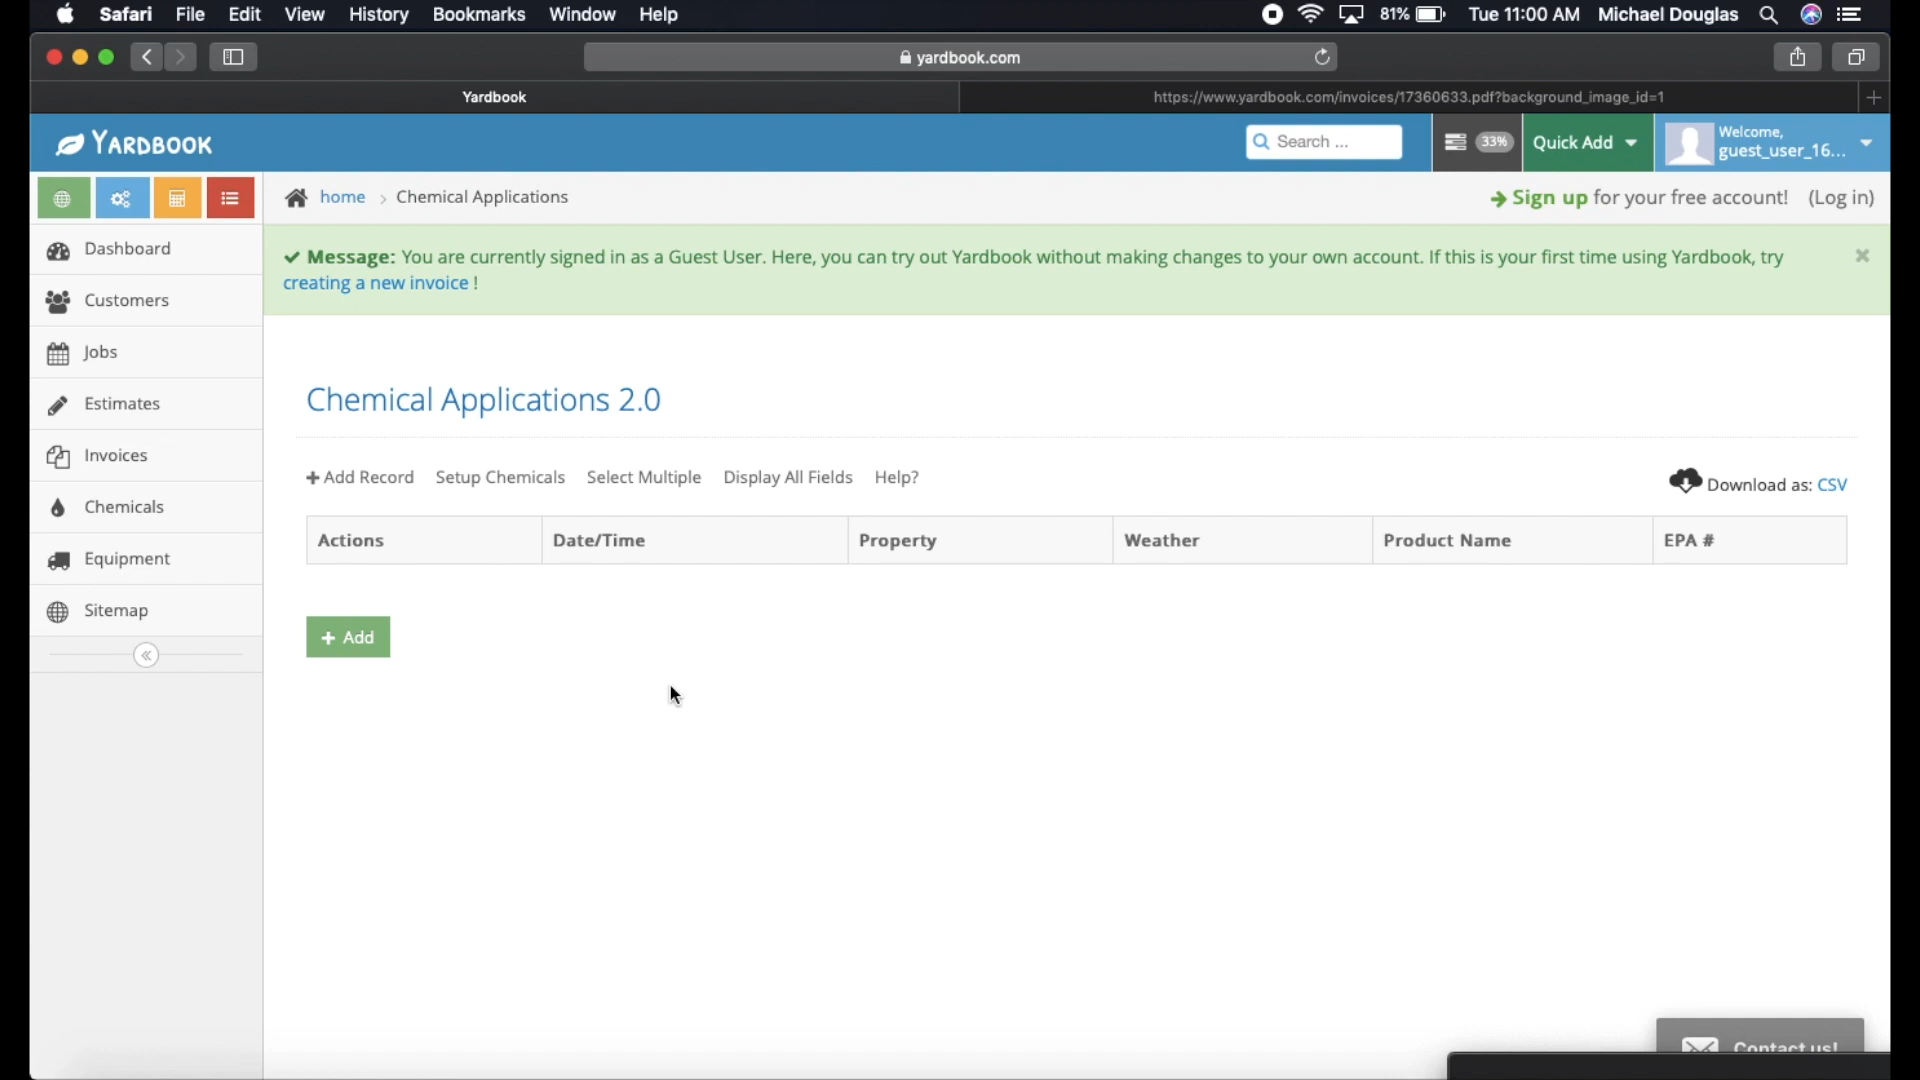 Safari File Edit View History Bookmarks Window Help 81% Tue 11:00 AM Michael Douglas
yardbook.com
Yardbook https://www.yardbook.com/invoices/17360633.pdf?background_image_id=1
YARDBOOK Search ... 33% Quick Add Welcome,
guest_user_16...
home > Chemical Applications Sign up for your free account! (Log in)
Dashboard
Customers
Jobs
Estimates
Invoices
Chemicals
Equipment
Sitemap
Message: You are currently signed in as a Guest User. Here, you can try out Yardbook without making changes to your own account. If this is your first time using Yardbook, try
creating a new invoice !
Chemical Applications 2.0
+ Add Record Setup Chemicals Select Multiple Display All Fields Help?
Download as: CSV
Actions Date/Time Property Weather Product Name EPA #
+ Add
Contact us!